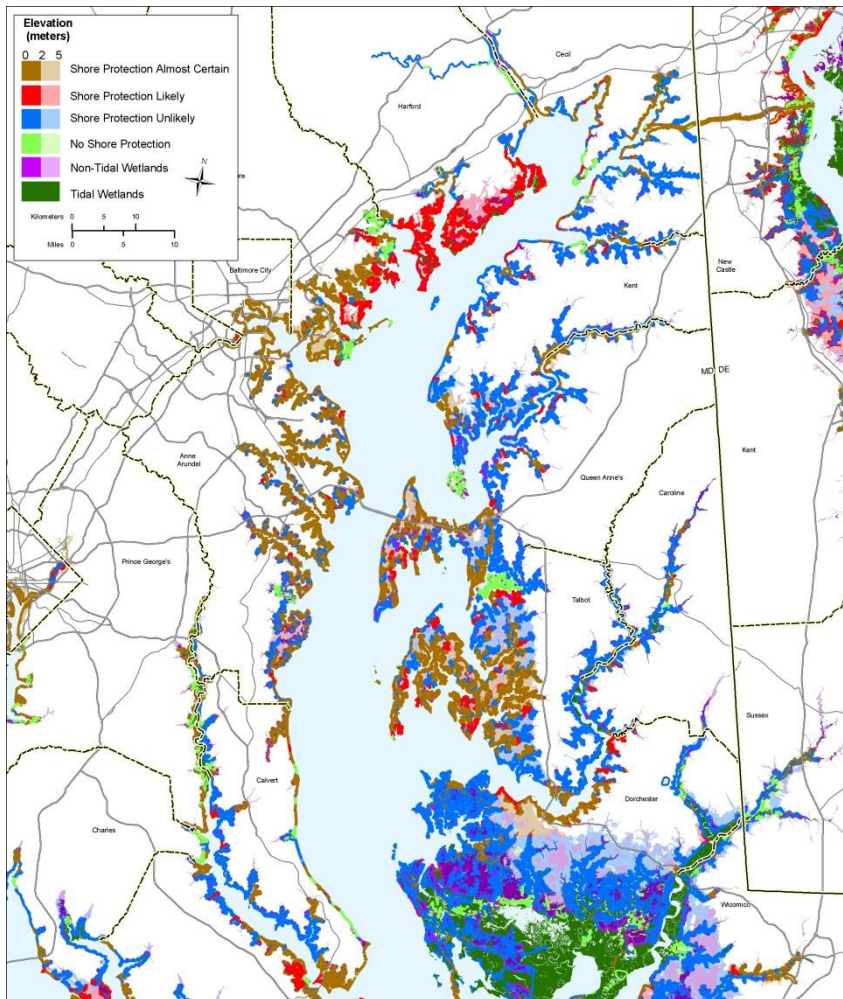 Elevation
(meters)
0 2 5
Shore Protection Almost Certain
Shore Protection Likely
Shore Protection Unlikely
No Shore Protection
Non-Tidal Wetlands
Tidal Wetlands
N
Kilometers
0 5 10
Miles
0 5 10
Cecil
Harford
ore
Baltimore City
New
Castle
Kent
MD DE
Kent
Anne
Arundel
Queen Anne's
Caroline
Prince George's
Talbot
Sussex
Calvert
Dorchester
Charles
Wicomico